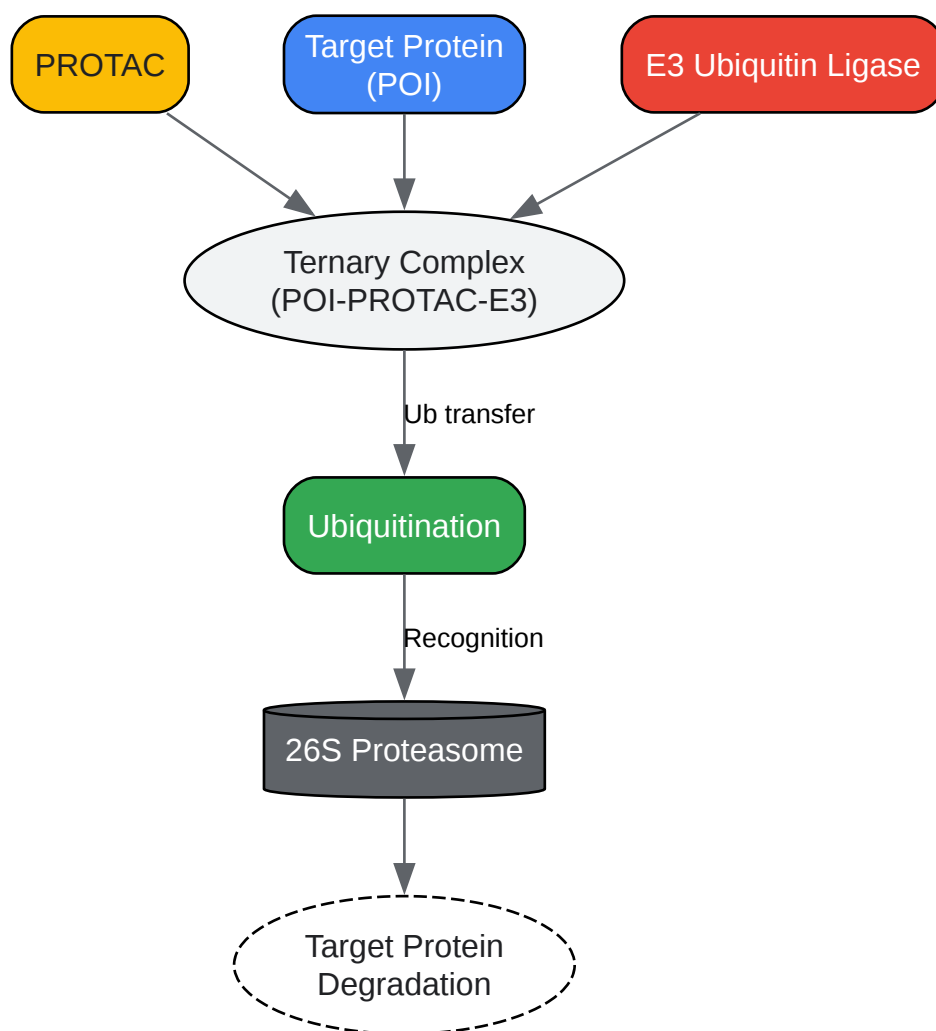 PROTAC
Target Protein
(POI)
E3 Ubiquitin Ligase
Ternary Complex
(POI-PROTAC-E3)
Ub transfer
Ubiquitination
Recognition
26S Proteasome
Target Protein
Degradation